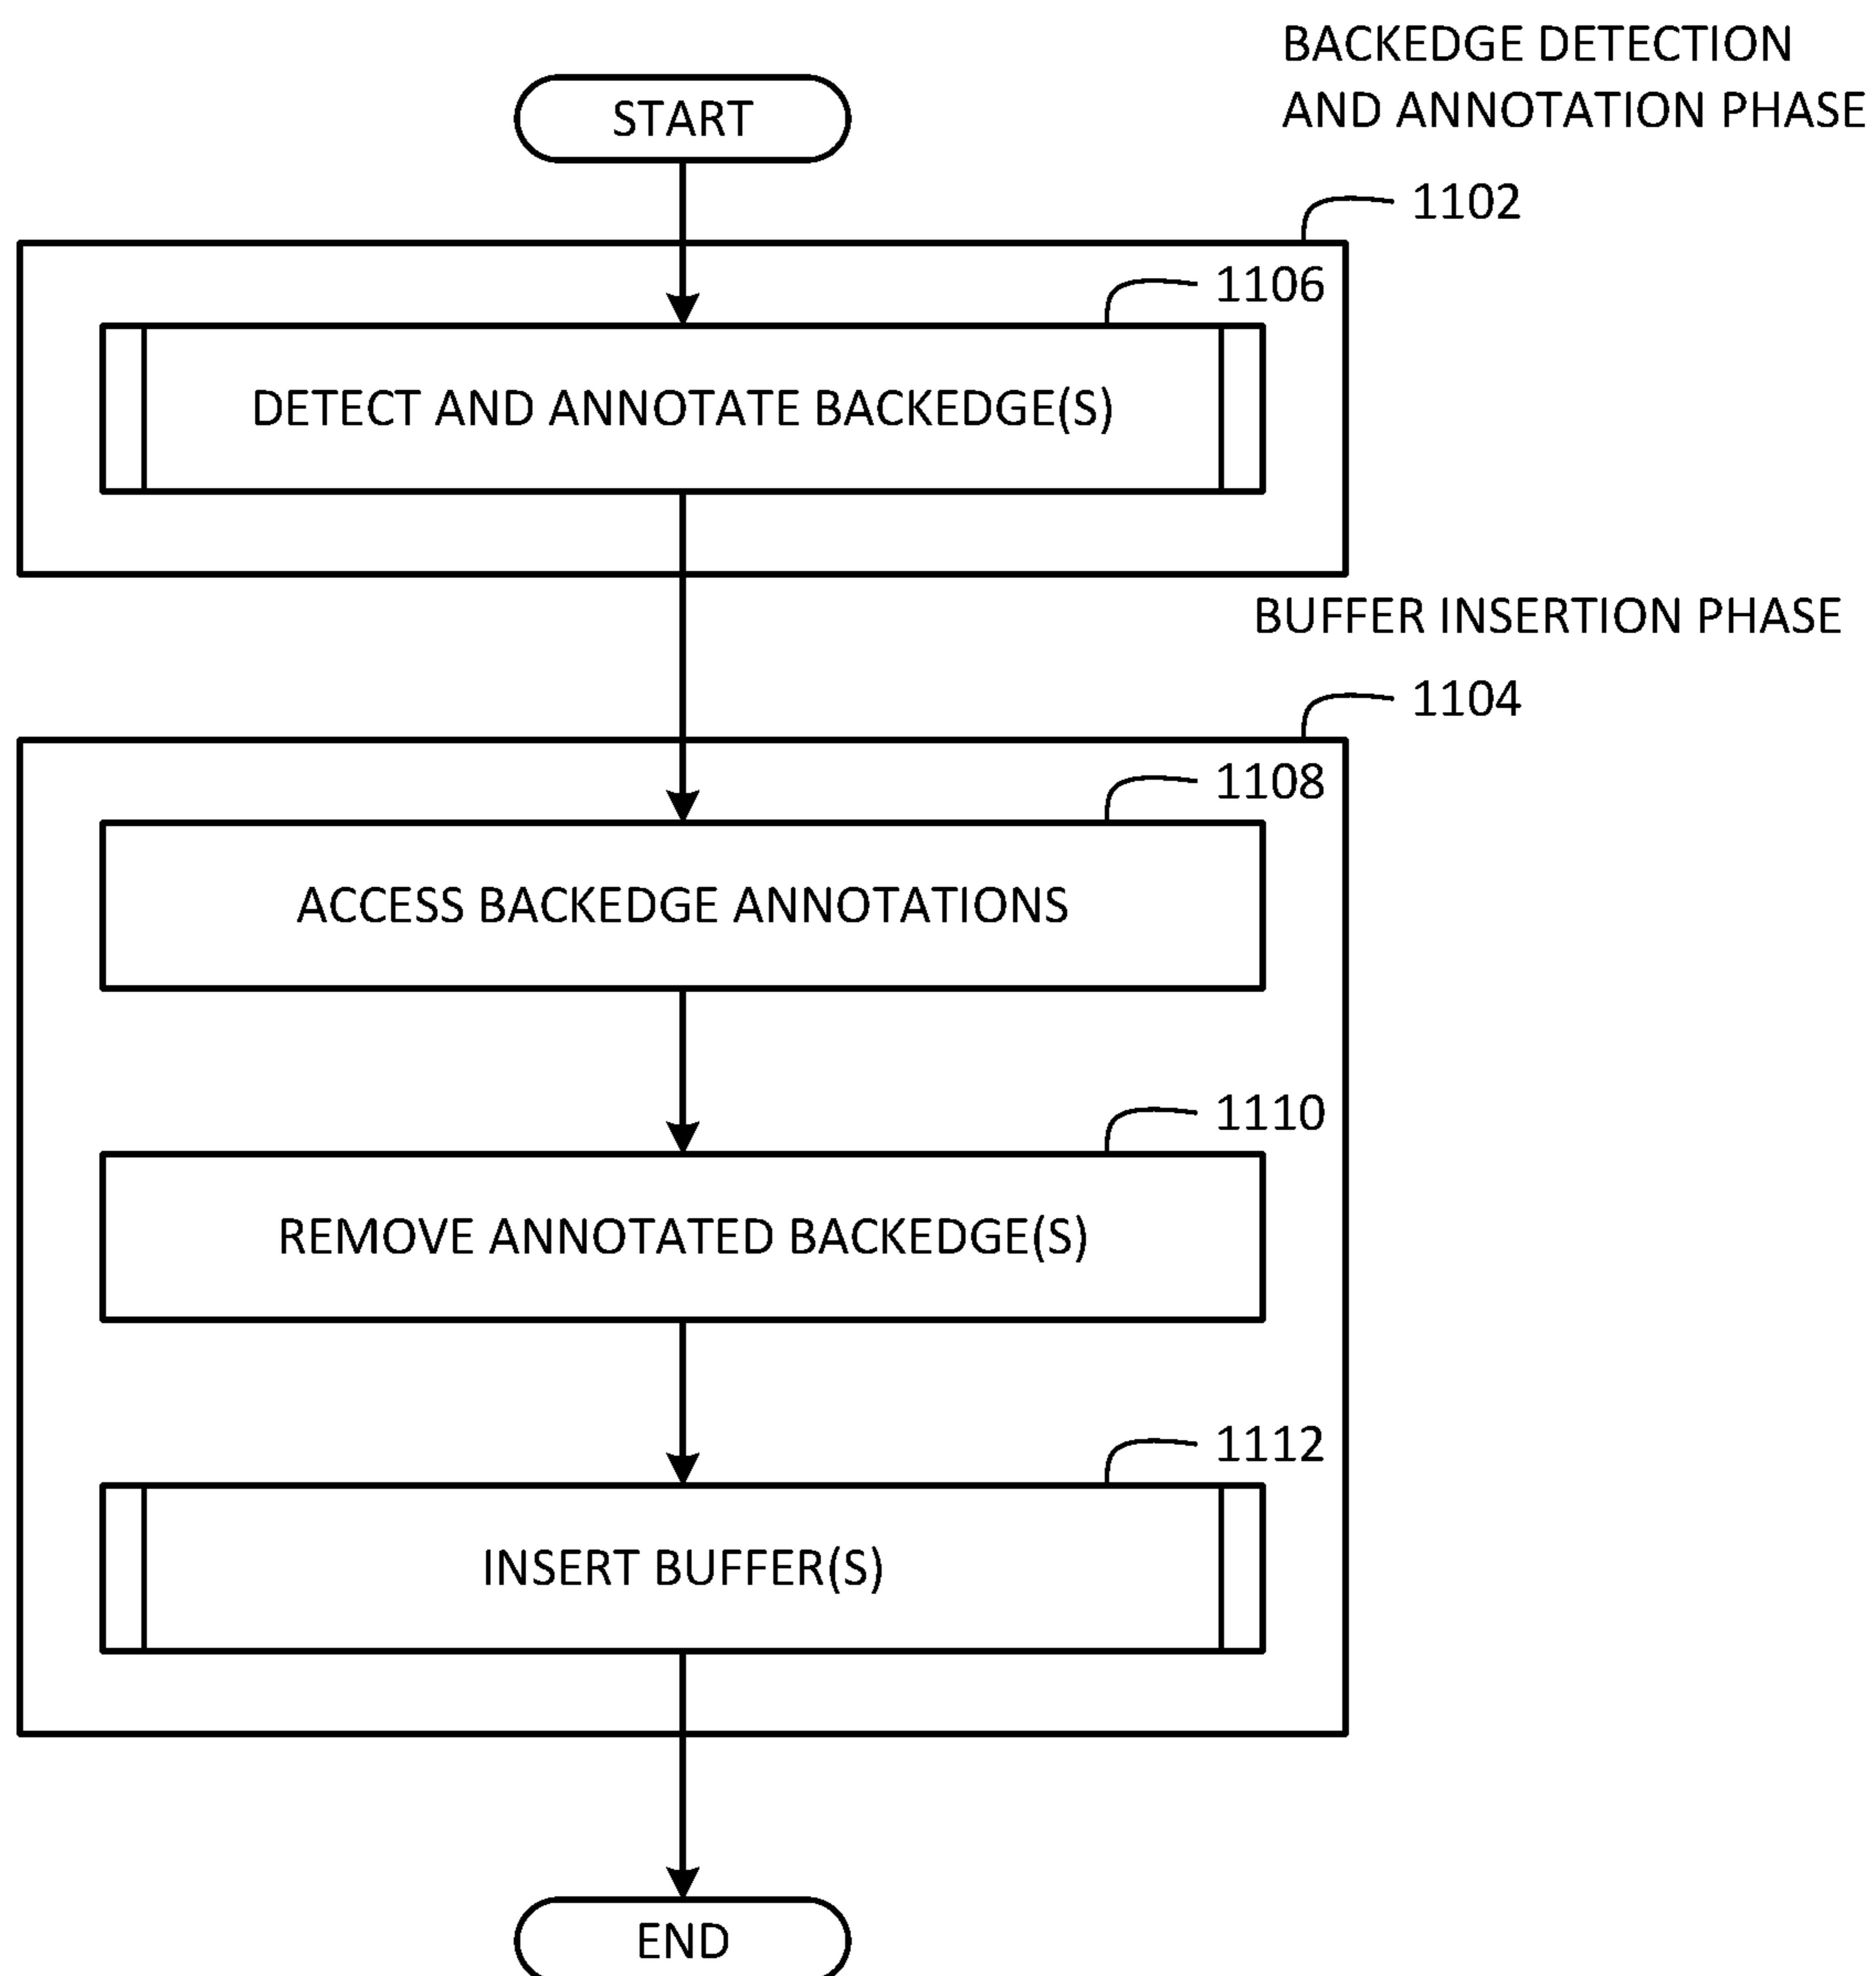 BACKEDGE DETECTION
AND ANNOTATION PHASE
START
1102
1106
DETECT AND ANNOTATE BACKEDGE(S)
BUFFER INSERTION PHASE
1104
1108
ACCESS BACKEDGE ANNOTATIONS
1110
REMOVE ANNOTATED BACKEDGE(S)
1112
INSERT BUFFER(S)
END